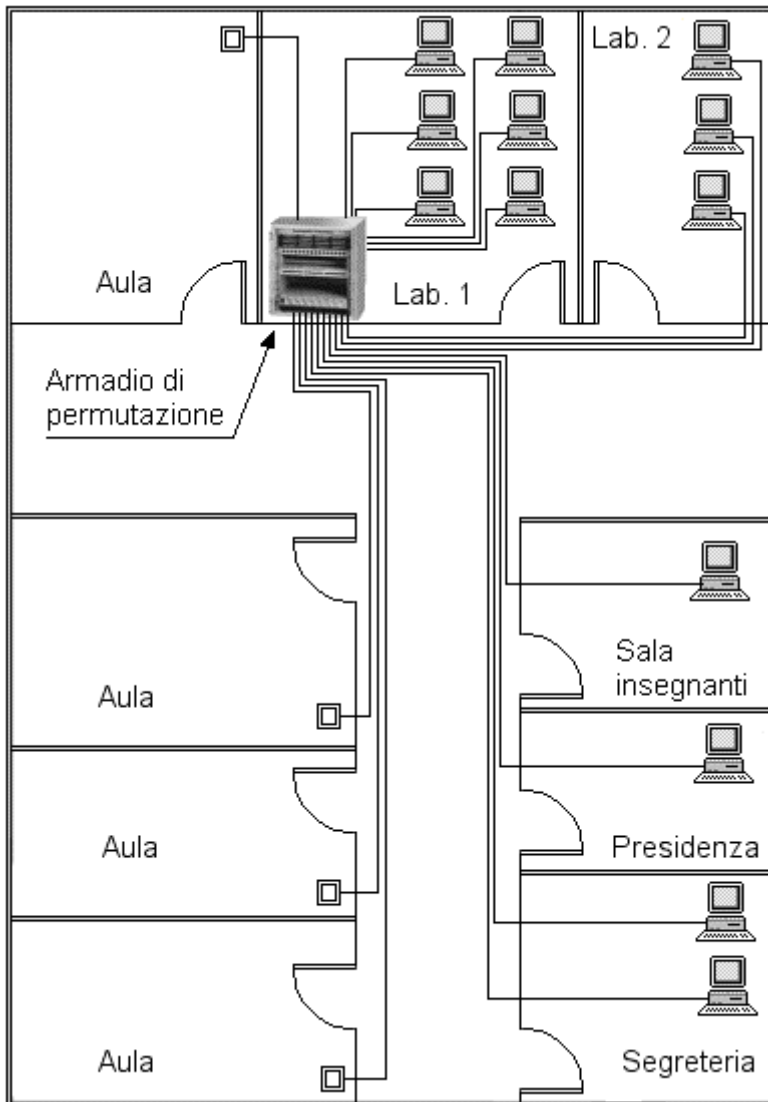 Lab. 2
Aula
Lab. 1
Armadio di
permutazione
Sala
insegnanti
Aula
Aula
Presidenza
Aula
Segreteria